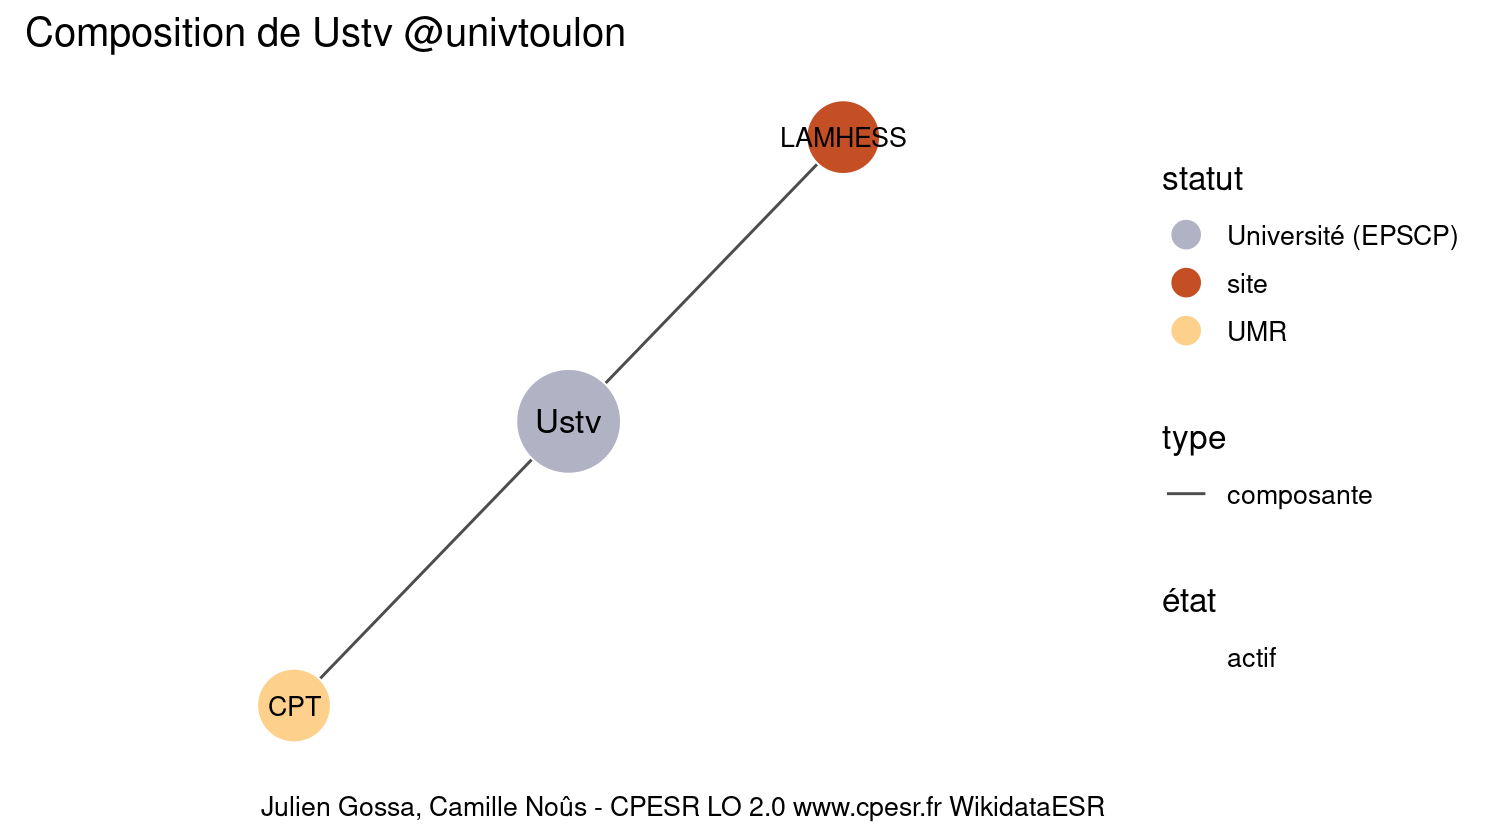 Composition de Ustv @univtoulon
LAMHESS
Ustv
CPT
statut
Université (EPSCP)
site
UMR
type
composante
état
actif
Julien Gossa, Camille Noûs - CPESR LO 2.0 www.cpesr.fr WikidataESR